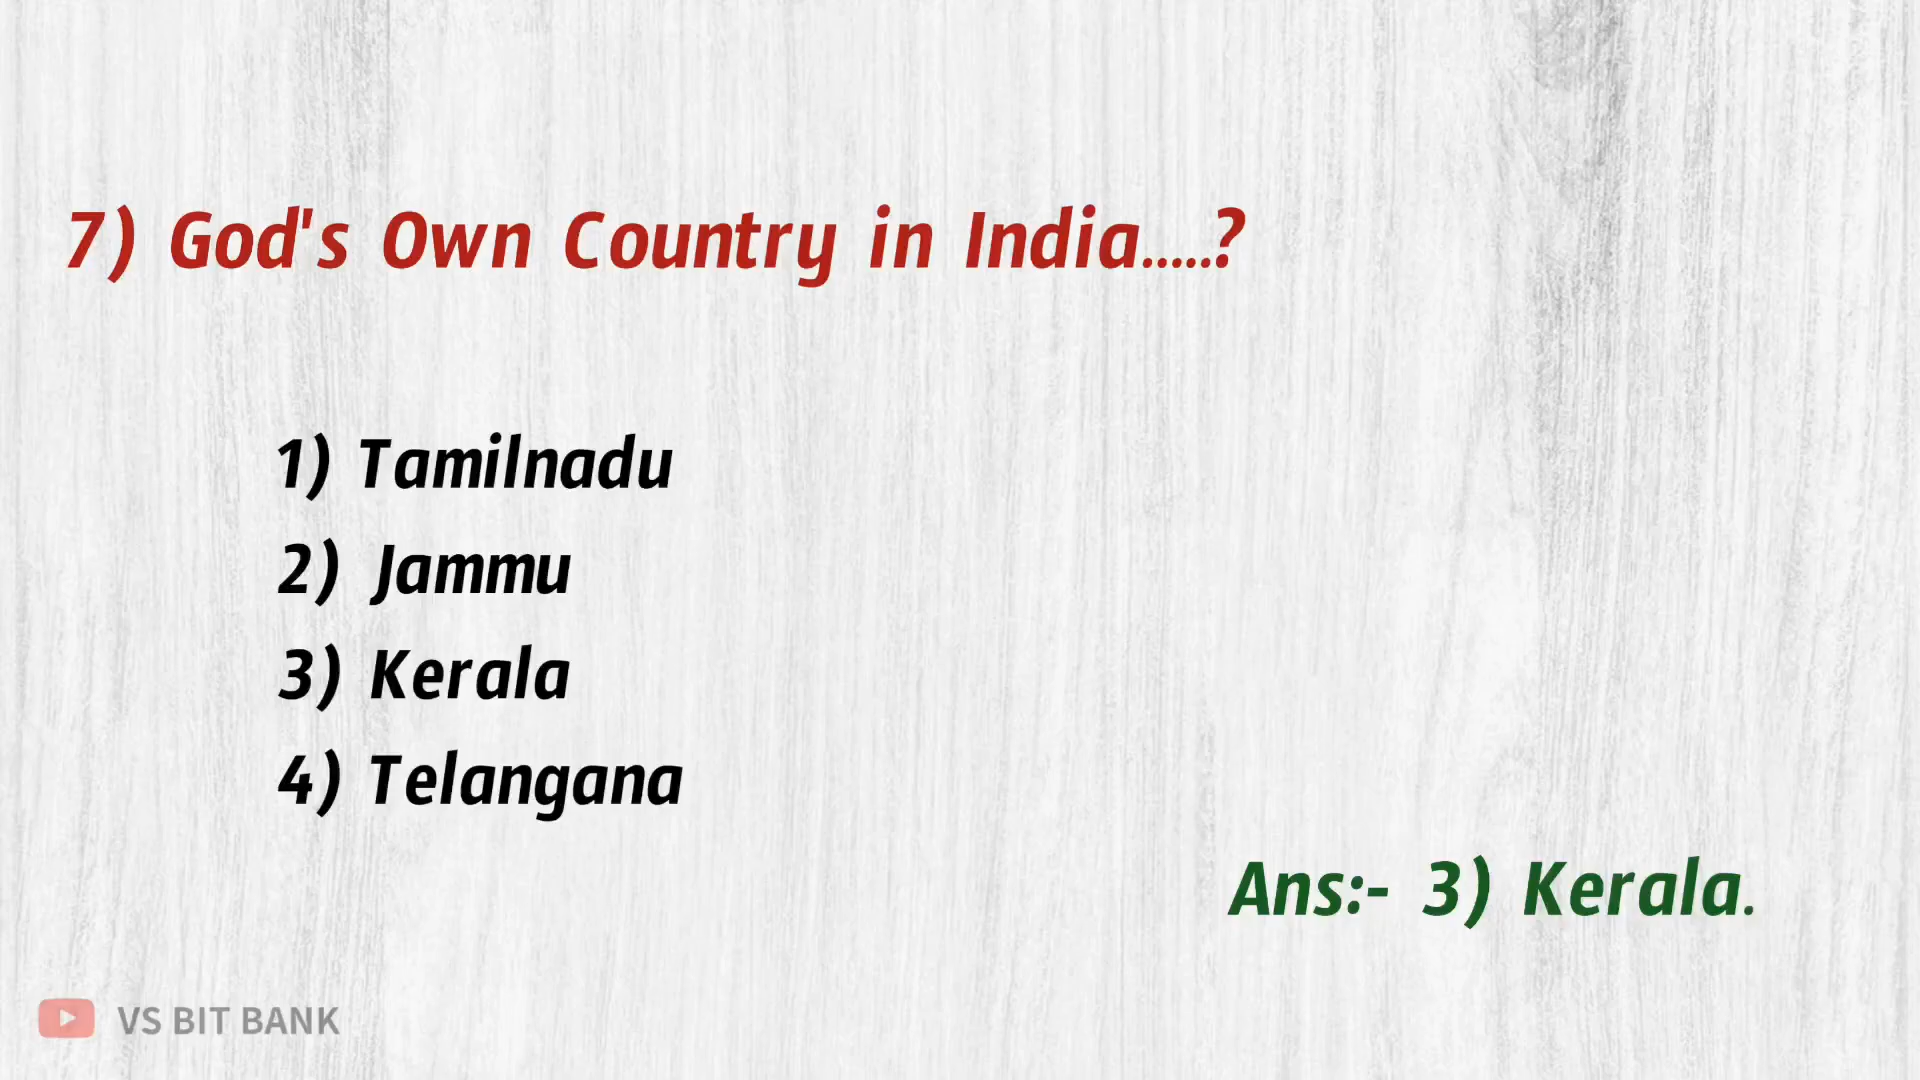 7) God's Own Country in India.....?
1) Tamilnadu
2) Jammu
3) Kerala
4) Telangana
Ans:- 3) Kerala.
VS BIT BANK